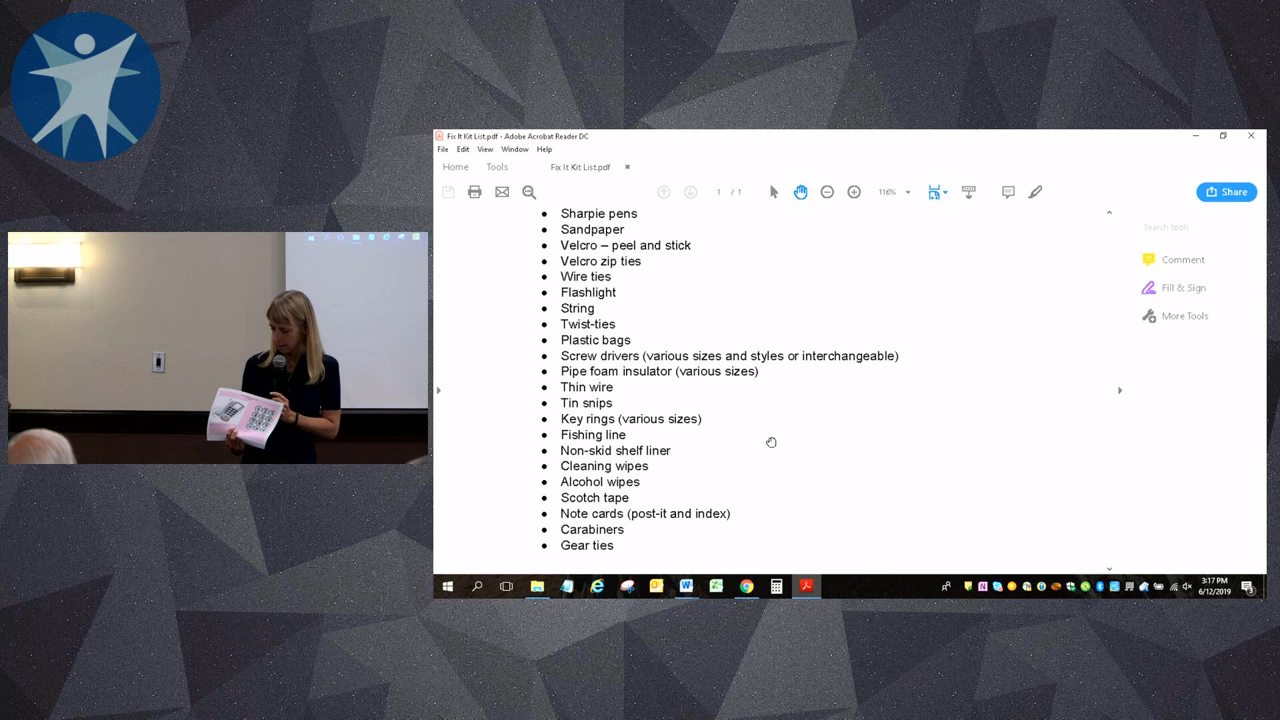 Fix It Kit List.pdf - Adobe Acrobat Reader DC
File Edit View Window Help
Home Tools Fix It Kit List.pdf
1 / 1 116% Share
Sharpie pens
Sandpaper
Velcro – peel and stick
Velcro zip ties
Wire ties
Flashlight
String
Twist-ties
Plastic bags
Screw drivers (various sizes and styles or interchangeable)
Pipe foam insulator (various sizes)
Thin wire
Tin snips
Key rings (various sizes)
Fishing line
Non-skid shelf liner
Cleaning wipes
Alcohol wipes
Scotch tape
Note cards (post-it and index)
Carabiners
Gear ties
Search tools
Comment
Fill & Sign
More Tools
3:17 PM
6/12/2019